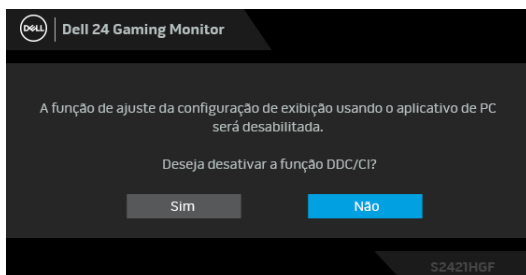 DELL | Dell 24 Gaming Monitor
A função de ajuste da configuração de exibição usando o aplicativo de PC
será desabilitada.
Deseja desativar a função DDC/CI?
Sim Não
S2421HGF